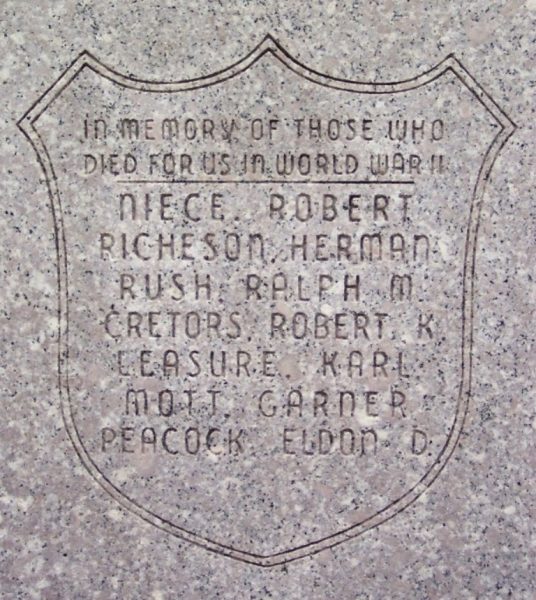 IN MEMORY OF THOSE WHO
DIED FOR US IN WORLD WAR II
NIECE, ROBERT
RICHESON, HERMAN
RUSH, RALPH M.
CRETORS, ROBERT K
LEASURE, KARL
MOTT, GARNER
PEACOCK, ELDON D.